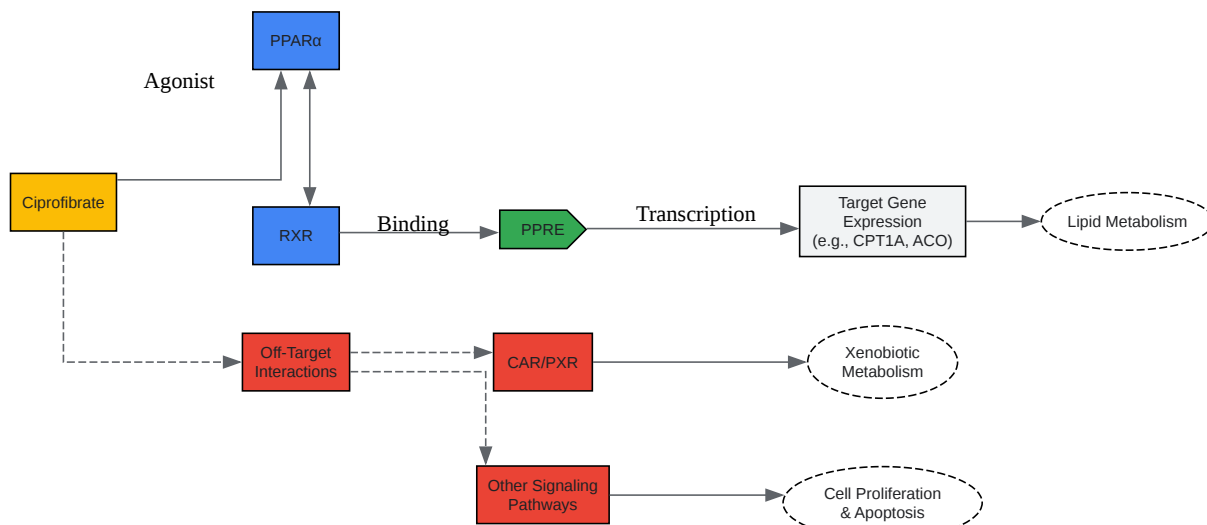 PPARα
Agonist
Ciprofibrate
RXR
Binding
PPRE
Transcription
Target Gene
Expression
(e.g., CPT1A, ACO)
Lipid Metabolism
Off-Target
Interactions
CAR/PXR
Xenobiotic
Metabolism
Other Signaling
Pathways
Cell Proliferation
& Apoptosis